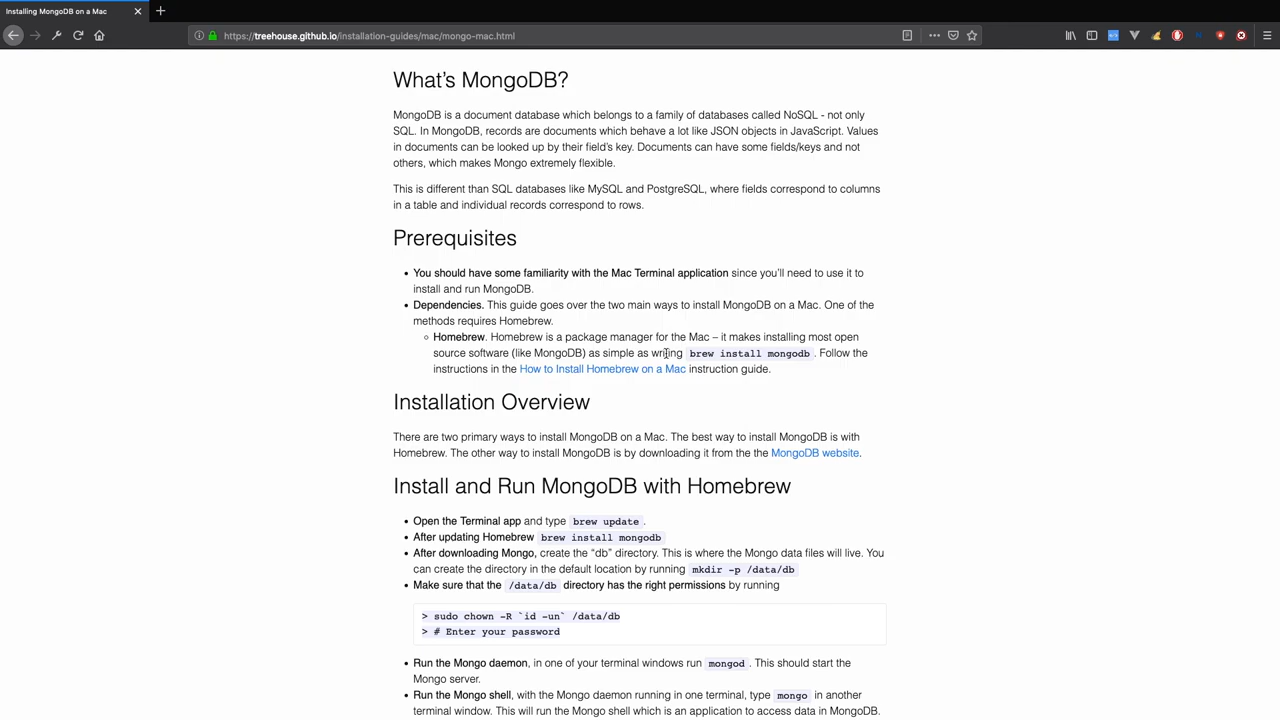 Installing MongoDB on a Mac
https://treehouse.github.io/installation-guides/mac/mongo-mac.html
What’s MongoDB?
MongoDB is a document database which belongs to a family of databases called NoSQL - not only
SQL. In MongoDB, records are documents which behave a lot like JSON objects in JavaScript. Values
in documents can be looked up by their field’s key. Documents can have some fields/keys and not
others, which makes Mongo extremely flexible.
This is different than SQL databases like MySQL and PostgreSQL, where fields correspond to columns
in a table and individual records correspond to rows.
Prerequisites
• You should have some familiarity with the Mac Terminal application since you’ll need to use it to
install and run MongoDB.
• Dependencies. This guide goes over the two main ways to install MongoDB on a Mac. One of the
methods requires Homebrew.
◦ Homebrew. Homebrew is a package manager for the Mac – it makes installing most open
source software (like MongoDB) as simple as wring brew install mongodb. Follow the
instructions in the How to Install Homebrew on a Mac instruction guide.
Installation Overview
There are two primary ways to install MongoDB on a Mac. The best way to install MongoDB is with
Homebrew. The other way to install MongoDB is by downloading it from the the MongoDB website.
Install and Run MongoDB with Homebrew
• Open the Terminal app and type brew update.
• After updating Homebrew brew install mongodb
• After downloading Mongo, create the “db” directory. This is where the Mongo data files will live. You
can create the directory in the default location by running mkdir -p /data/db
• Make sure that the /data/db directory has the right permissions by running
> sudo chown -R `id -un` /data/db
> # Enter your password
• Run the Mongo daemon, in one of your terminal windows run mongod. This should start the
Mongo server.
• Run the Mongo shell, with the Mongo daemon running in one terminal, type mongo in another
terminal window. This will run the Mongo shell which is an application to access data in MongoDB.